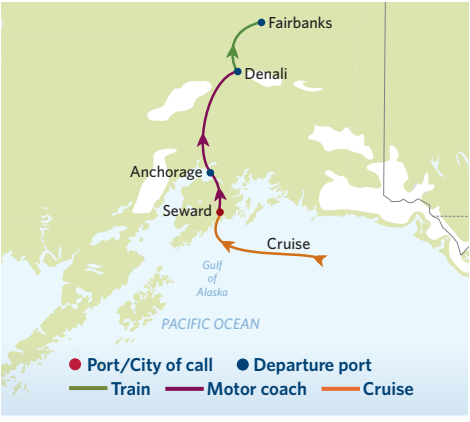 Fairbanks
Denali
Anchorage
Seward
Cruise
Gulf
of
Alaska
PACIFIC OCEAN
Port/City of call Departure port
Train Motor coach Cruise